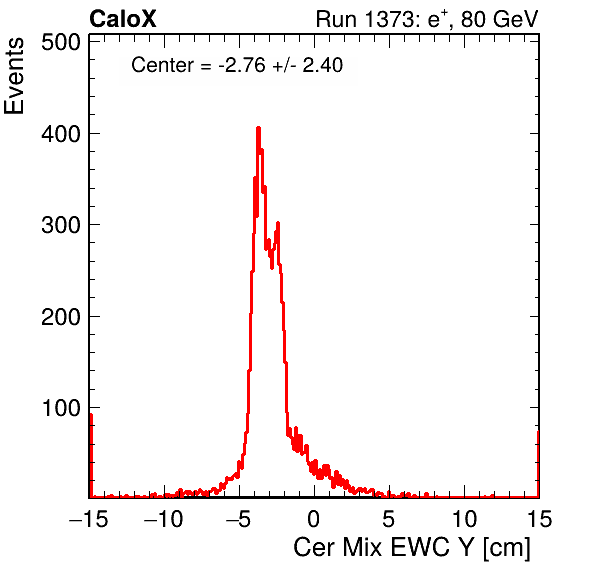 CaloX Run 1373: e⁺, 80 GeV
Center = -2.76 +/- 2.40
Events
500
400
300
200
100
−15 −10 −5 0 5 10 15
Cer Mix EWC Y [cm]